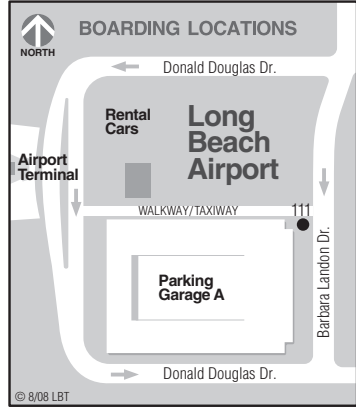 BOARDING LOCATIONS
NORTH
Donald Douglas Dr.
Rental
Cars
Long
Beach
Airport
Airport
Terminal
WALKWAY/TAXIWAY
111
Barbara Landon Dr.
Parking
Garage A
Donald Douglas Dr.
© 8/08 LBT